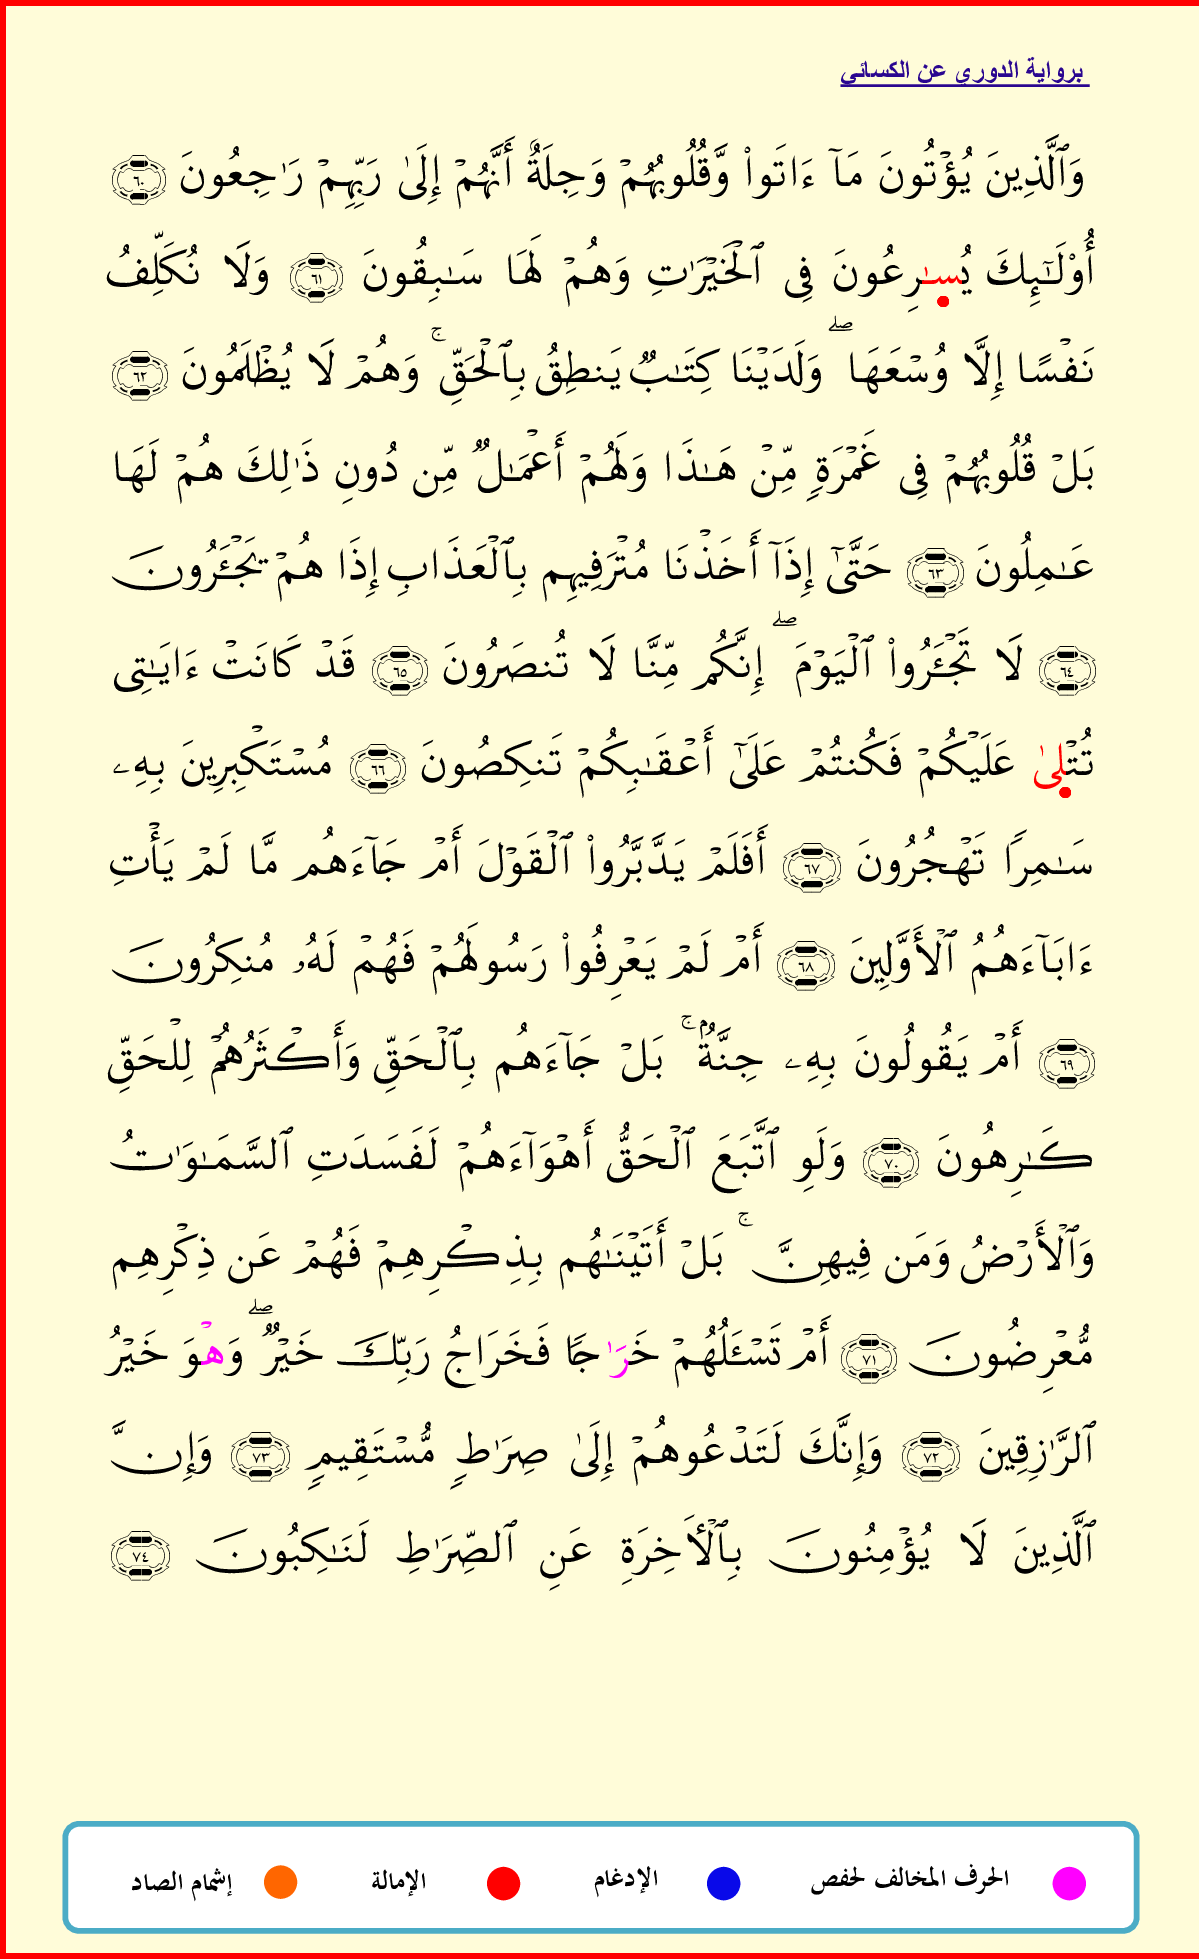 برواية الدوري عن الكسائي
وَٱلَّذِينَ يُؤۡتُونَ مَآ ءَاتَواْ وَّقُلُوبُهُمۡ وَجِلَةٌ أَنَّهُمۡ إِلَىٰ رَبِّهِمۡ رَٰجِعُونَ ٦٠
أُوْلَـٰٓئِكَ يُسَـٰرِعُونَ فِى ٱلۡخَيۡرَٰتِ وَهُمۡ لَهَا سَـٰبِقُونَ ٦١ وَلَا نُكَلِّفُ
نَفۡسًا إِلَّا وُسۡعَهَاۖ وَلَدَيۡنَا كِتَـٰبٌ يَنطِقُ بِٱلۡحَقِّۚ وَهُمۡ لَا يُظۡلَمُونَ ٦٢
بَلۡ قُلُوبُهُمۡ فِى غَمۡرَةٍ مِّنۡ هَـٰذَا وَلَهُمۡ أَعۡمَـٰلٌ مِّن دُونِ ذَٰلِكَ هُمۡ لَهَا
عَـٰمِلُونَ ٦٣ حَتَّىٰٓ إِذَآ أَخَذۡنَا مُتۡرَفِيهِم بِٱلۡعَذَابِ إِذَا هُمۡ يَجۡـَٔرُونَ
٦٤ لَا تَجۡـَٔرُواْ ٱلۡيَوۡمَۖ إِنَّكُم مِّنَّا لَا تُنصَرُونَ ٦٥ قَدۡ كَانَتۡ ءَايَـٰتِى
تُتۡلِىٰ عَلَيۡكُمۡ فَكُنتُمۡ عَلَىٰٓ أَعۡقَـٰبِكُمۡ تَنكِصُونَ ٦٦ مُسۡتَكۡبِرِينَ بِهِۦ
سَـٰمِرًا تَهۡجُرُونَ ٦٧ أَفَلَمۡ يَدَّبَّرُواْ ٱلۡقَوۡلَ أَمۡ جَآءَهُم مَّا لَمۡ يَأۡتِ
ءَابَآءَهُمُ ٱلۡأَوَّلِينَ ٦٨ أَمۡ لَمۡ يَعۡرِفُواْ رَسُولَهُمۡ فَهُمۡ لَهُۥ مُنكِرُونَ
٦٩ أَمۡ يَقُولُونَ بِهِۦ جِنَّةُۢۚ بَلۡ جَآءَهُم بِٱلۡحَقِّ وَأَكۡثَرُهُمۡ لِلۡحَقِّ
كَـٰرِهُونَ ٧٠ وَلَوِ ٱتَّبَعَ ٱلۡحَقُّ أَهۡوَآءَهُمۡ لَفَسَدَتِ ٱلسَّمَـٰوَٰتُ
وَٱلۡأَرۡضُ وَمَن فِيهِنَّۚ بَلۡ أَتَيۡنَـٰهُم بِذِكۡرِهِمۡ فَهُمۡ عَن ذِكۡرِهِم
مُّعۡرِضُونَ ٧١ أَمۡ تَسۡـَٔلُهُمۡ خَرَٰجًا فَخَرَاجُ رَبِّكَ خَيۡرٌۖ وَهۡوَ خَيۡرُ
ٱلرَّٰزِقِينَ ٧٢ وَإِنَّكَ لَتَدۡعُوهُمۡ إِلَىٰ صِرَٰطٍ مُّسۡتَقِيمٍ ٧٣ وَإِنَّ
ٱلَّذِينَ لَا يُؤۡمِنُونَ بِٱلۡأٓخِرَةِ عَنِ ٱلصِّرَٰطِ لَنَـٰكِبُونَ ٧٤
الحرف المخالف لحفص الإدغام الإمالة إشمام الصاد